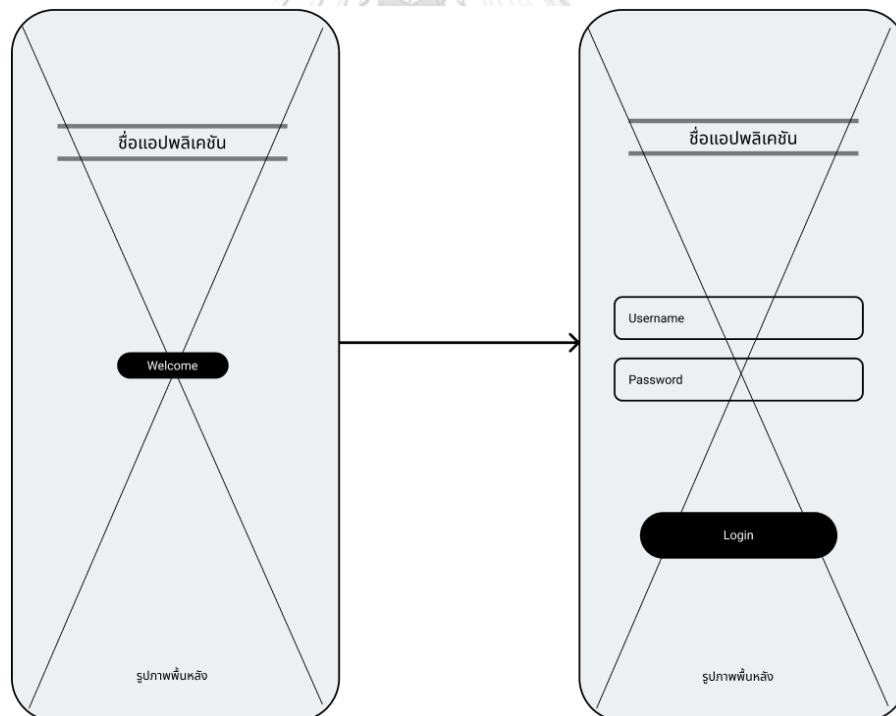 ชื่อแอปพลิเคชัน
Welcome
รูปภาพพื้นหลัง
ชื่อแอปพลิเคชัน
Username
Password
Login
รูปภาพพื้นหลัง